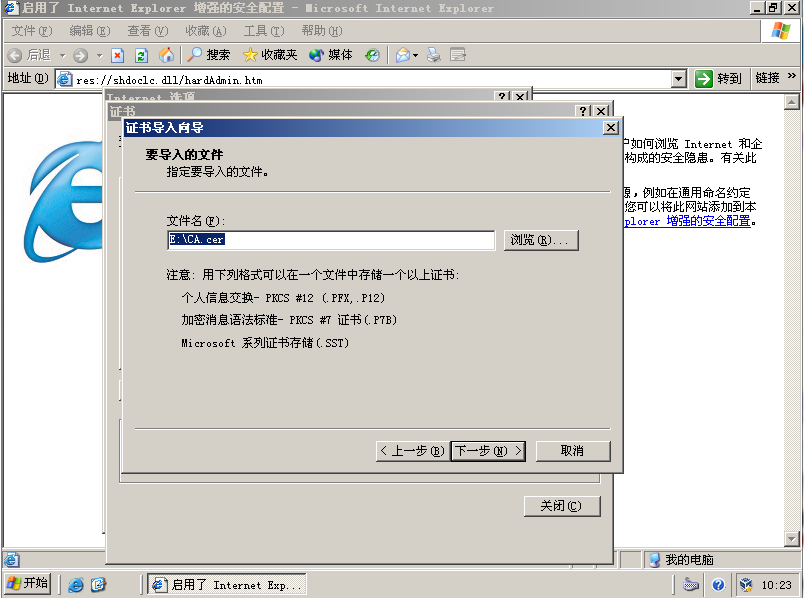 启用了 Internet Explorer 增强的安全配置 - Microsoft Internet Explorer
文件(F) 编辑(E) 查看(V) 收藏(A) 工具(T) 帮助(H)
后退 搜索 收藏夹 媒体
地址(D) res://shdoclc.dll/hardAdmin.htm 转到 链接 »
Internet 选项
证书
证书导入向导
户如何浏览 Internet 和企
要导入的文件
构成的安全隐患。有关此
指定要导入的文件。
源，例如在通用命名约定
您可以将此网站添加到本
文件名(F):
plorer 增强的安全配置。
E:\CA.cer 浏览(R)...
注意: 用下列格式可以在一个文件中存储一个以上证书:
个人信息交换- PKCS #12 (.PFX,.P12)
加密消息语法标准- PKCS #7 证书(.P7B)
Microsoft 系列证书存储(.SST)
< 上一步(B) 下一步(N) > 取消
关闭(C)
我的电脑
开始 启用了 Internet Exp... 10:23